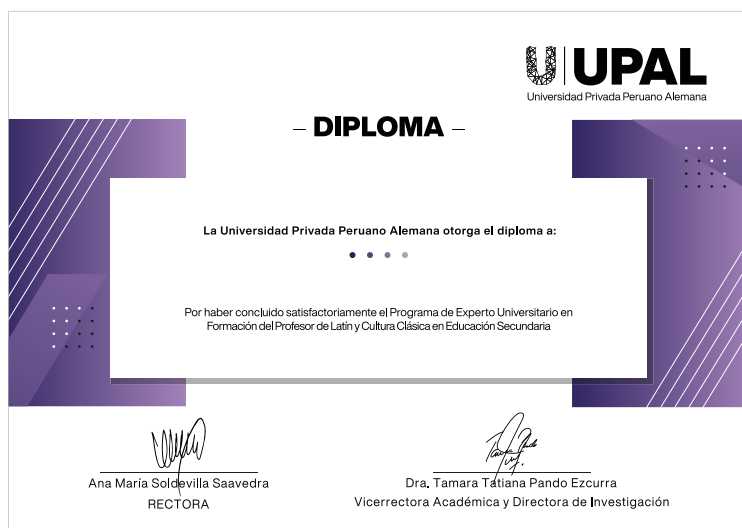 UPAL
Universidad Privada Peruano Alemana
– DIPLOMA –
La Universidad Privada Peruano Alemana otorga el diploma a:
Por haber concluido satisfactoriamente el Programa de Experto Universitario en
Formación del Profesor de Latín y Cultura Clásica en Educación Secundaria
Ana María Soldevilla Saavedra
RECTORA
Dra. Tamara Tatiana Pando Ezcurra
Vicerrectora Académica y Directora de Investigación